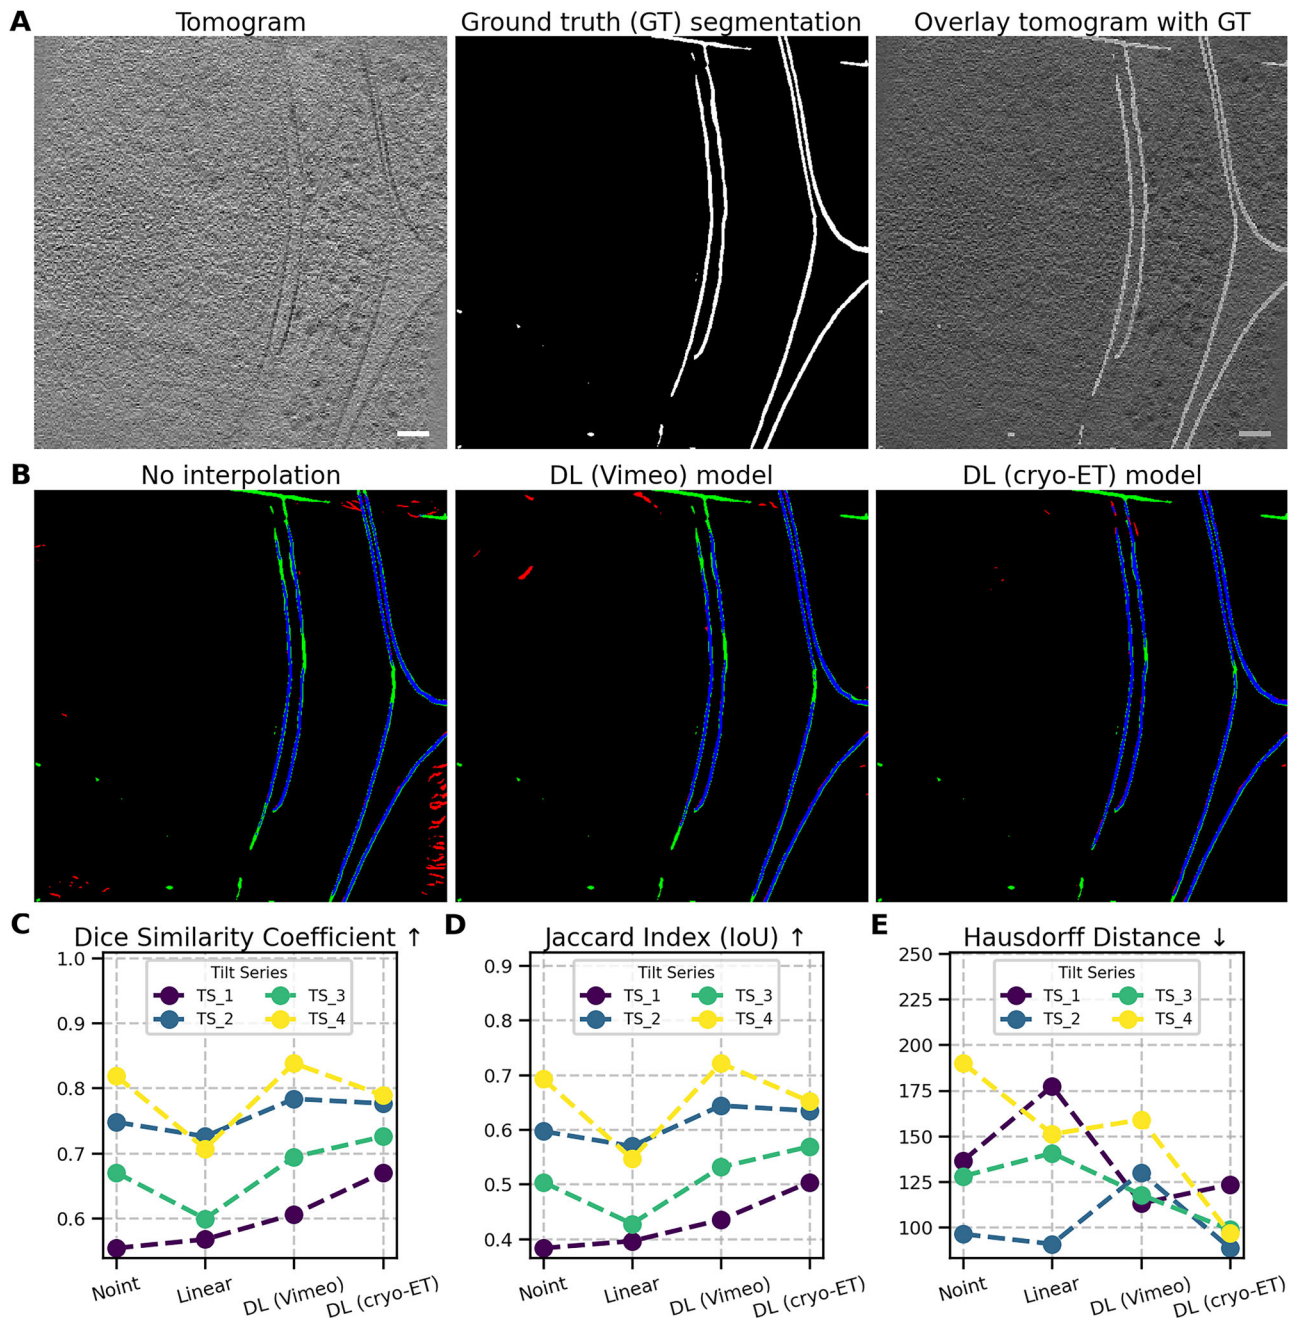 A
Tomogram
Ground truth (GT) segmentation
Overlay tomogram with GT
B
No interpolation
DL (Vimeo) model
DL (cryo-ET) model
C
Dice Similarity Coefficient ↑
Tilt Series
TS_1
TS_3
TS_2
TS_4
1.0
0.9
0.8
0.7
0.6
Noint
Linear
DL (Vimeo)
DL (cryo-ET)
D
Jaccard Index (IoU) ↑
Tilt Series
TS_1
TS_3
TS_2
TS_4
0.9
0.8
0.7
0.6
0.5
0.4
Noint
Linear
DL (Vimeo)
DL (cryo-ET)
E
Hausdorff Distance ↓
Tilt Series
TS_1
TS_3
TS_2
TS_4
250
225
200
175
150
125
100
Noint
Linear
DL (Vimeo)
DL (cryo-ET)